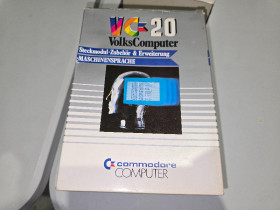 VC-20
VolksComputer
Steckmodul-Zubehör & Erweiterung
MASCHINENSPRACHE
commodore
COMPUTER